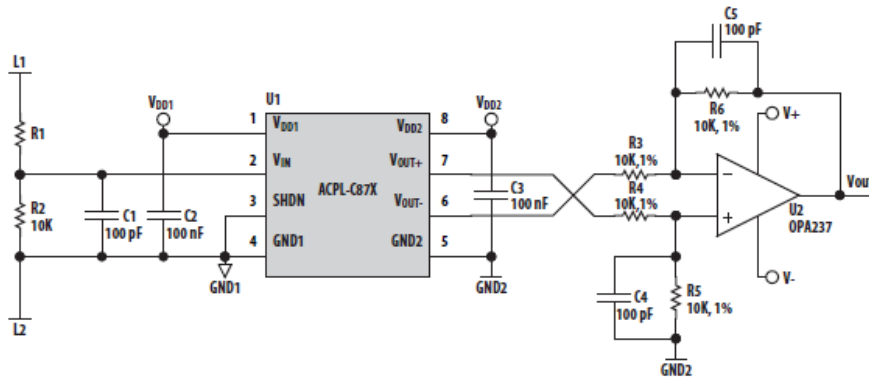 L1
R1
R2
10K
L2
C1
100 pF
C2
100 nF
VDD1
GND1
U1
1
2
3
4
VDD1
VIN
SHDN
GND1
ACPL-C87X
VDD2
VOUT+
VOUT-
GND2
8
7
6
5
VDD2
C3
100 nF
GND2
R3
10K,1%
R4
10K,1%
C5
100 pF
R6
10K, 1%
V+
V-
−
+
U2
OPA237
Vout
C4
100 pF
R5
10K, 1%
GND2